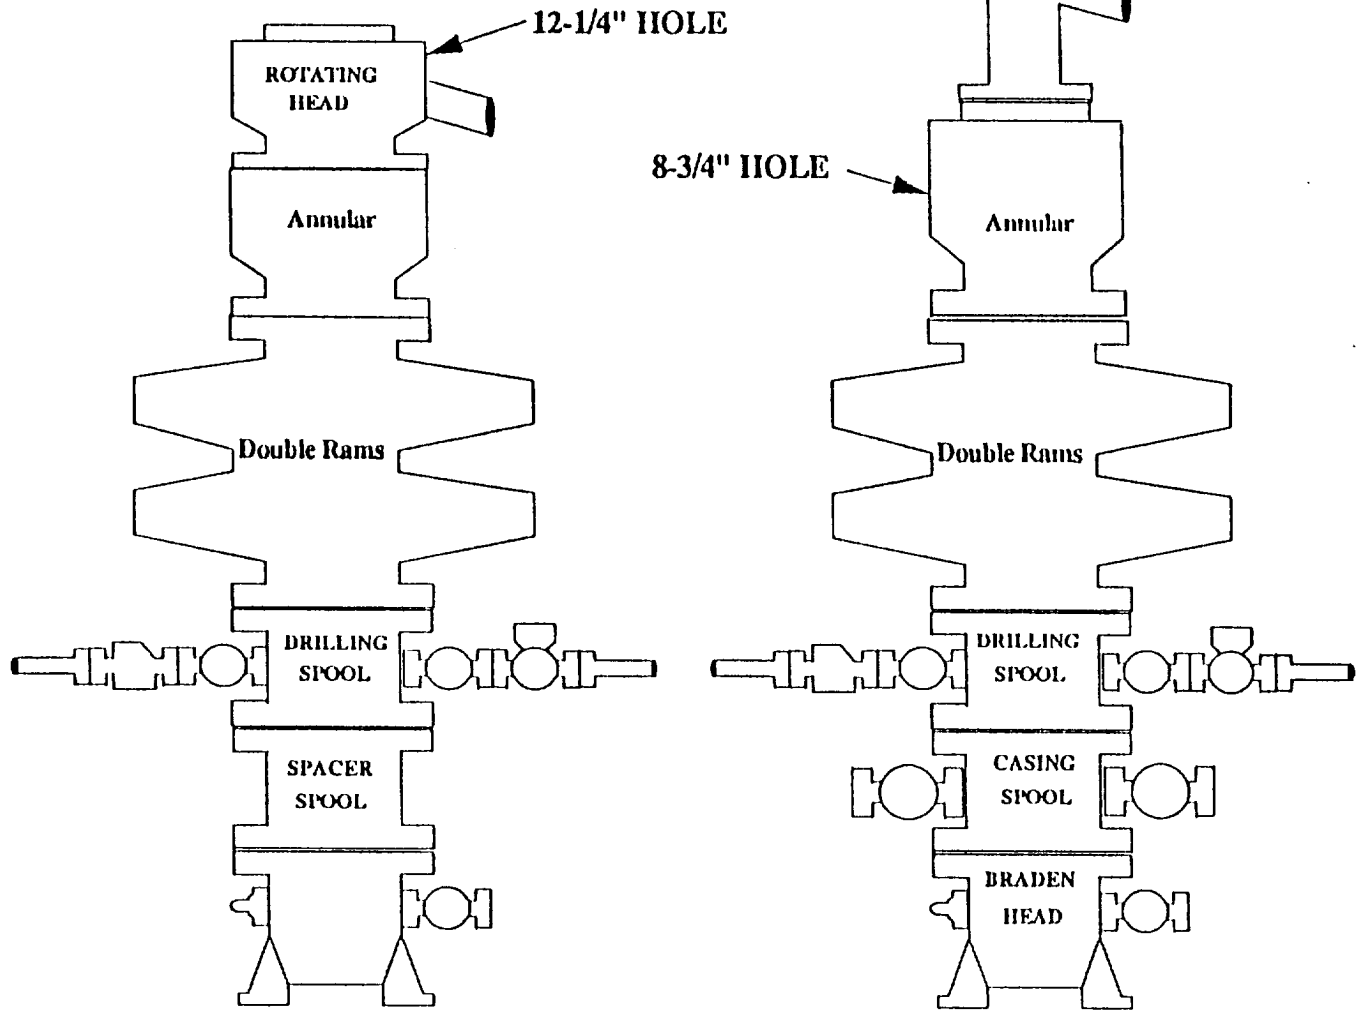 12-1/4" HOLE
ROTATING
HEAD
Annular
Double Rams
DRILLING
SPOOL
SPACER
SPOOL
8-3/4" HOLE
Annular
Double Rams
DRILLING
SPOOL
CASING
SPOOL
BRADEN
HEAD